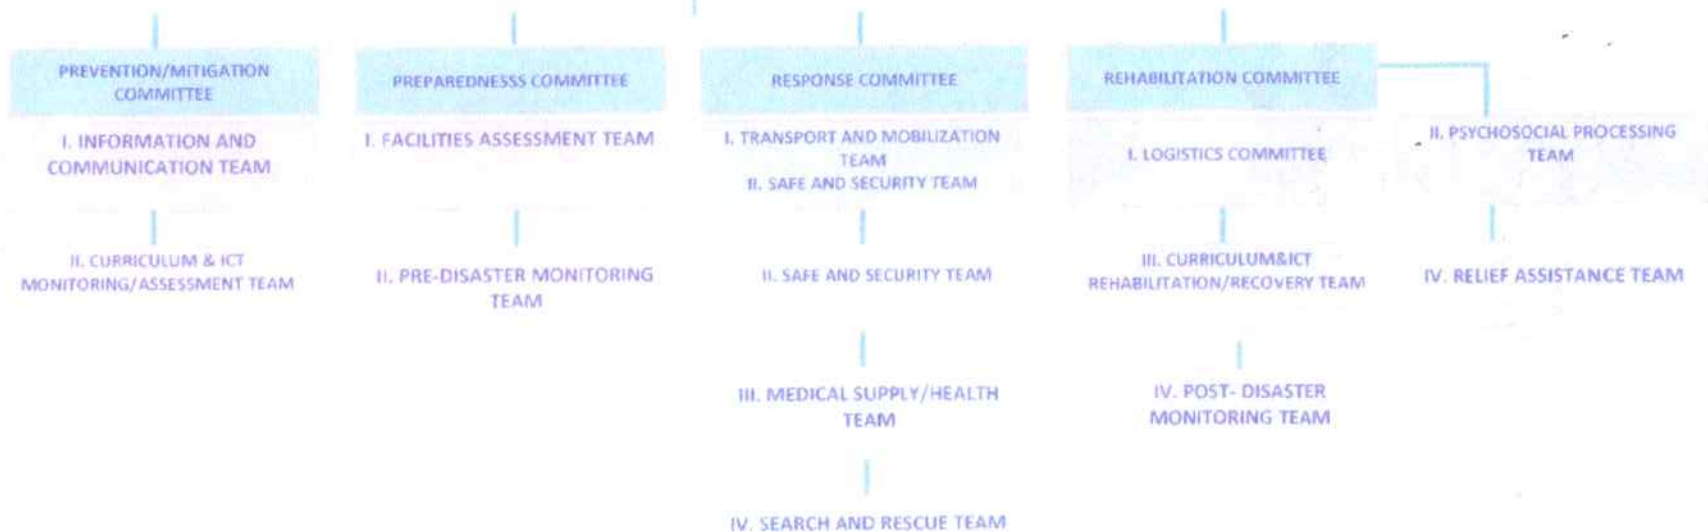 PREVENTION/MITIGATION
COMMITTEE
I. INFORMATION AND
COMMUNICATION TEAM
II. CURRICULUM & ICT
MONITORING/ASSESSMENT TEAM
PREPAREDNESSS COMMITTEE
I. FACILITIES ASSESSMENT TEAM
II. PRE-DISASTER MONITORING
TEAM
RESPONSE COMMITTEE
I. TRANSPORT AND MOBILIZATION
TEAM
II. SAFE AND SECURITY TEAM
II. SAFE AND SECURITY TEAM
III. MEDICAL SUPPLY/HEALTH
TEAM
IV. SEARCH AND RESCUE TEAM
REHABILITATION COMMITTEE
I. LOGISTICS COMMITTEE
III. CURRICULUM&ICT
REHABILITATION/RECOVERY TEAM
IV. POST- DISASTER
MONITORING TEAM
II. PSYCHOSOCIAL PROCESSING
TEAM
IV. RELIEF ASSISTANCE TEAM